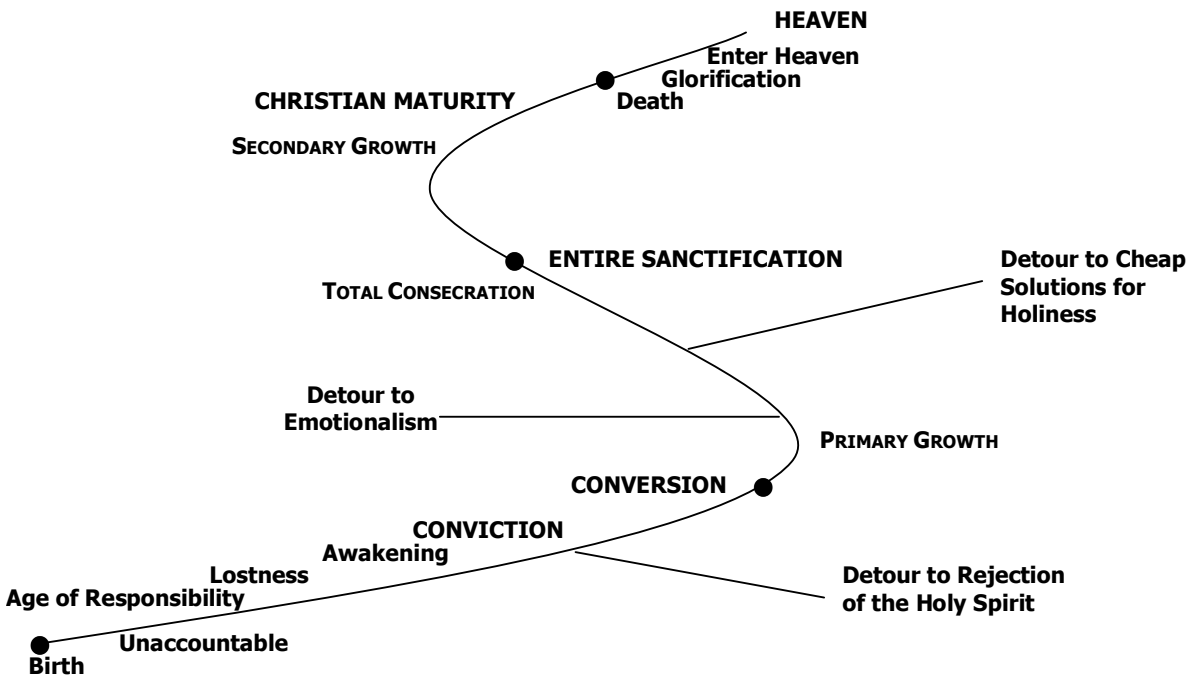 HEAVEN
Enter Heaven
Glorification
Death
CHRISTIAN MATURITY
SECONDARY GROWTH
ENTIRE SANCTIFICATION
TOTAL CONSECRATION
Detour to Cheap
Solutions for
Holiness
Detour to
Emotionalism
PRIMARY GROWTH
CONVERSION
CONVICTION
Awakening
Lostness
Age of Responsibility
Detour to Rejection
of the Holy Spirit
Unaccountable
Birth